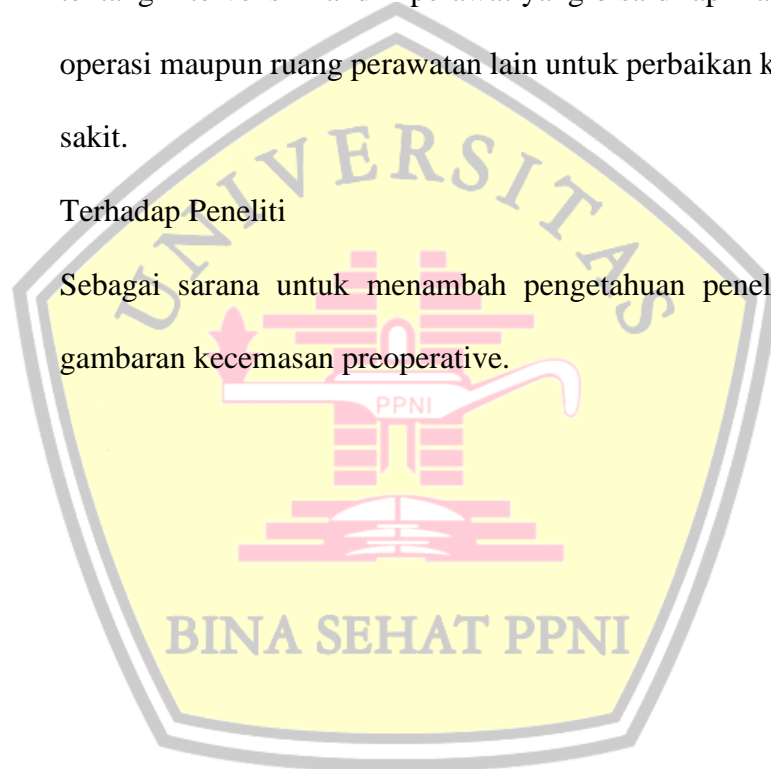 operasi maupun ruang perawatan lain untuk perbaikan
sakit.
Terhadap Peneliti
Sebagai sarana untuk menambah pengetahuan
gambaran kecemasan preoperative.
UNIVERSITAS
PPNI
BINA SEHAT PPNI